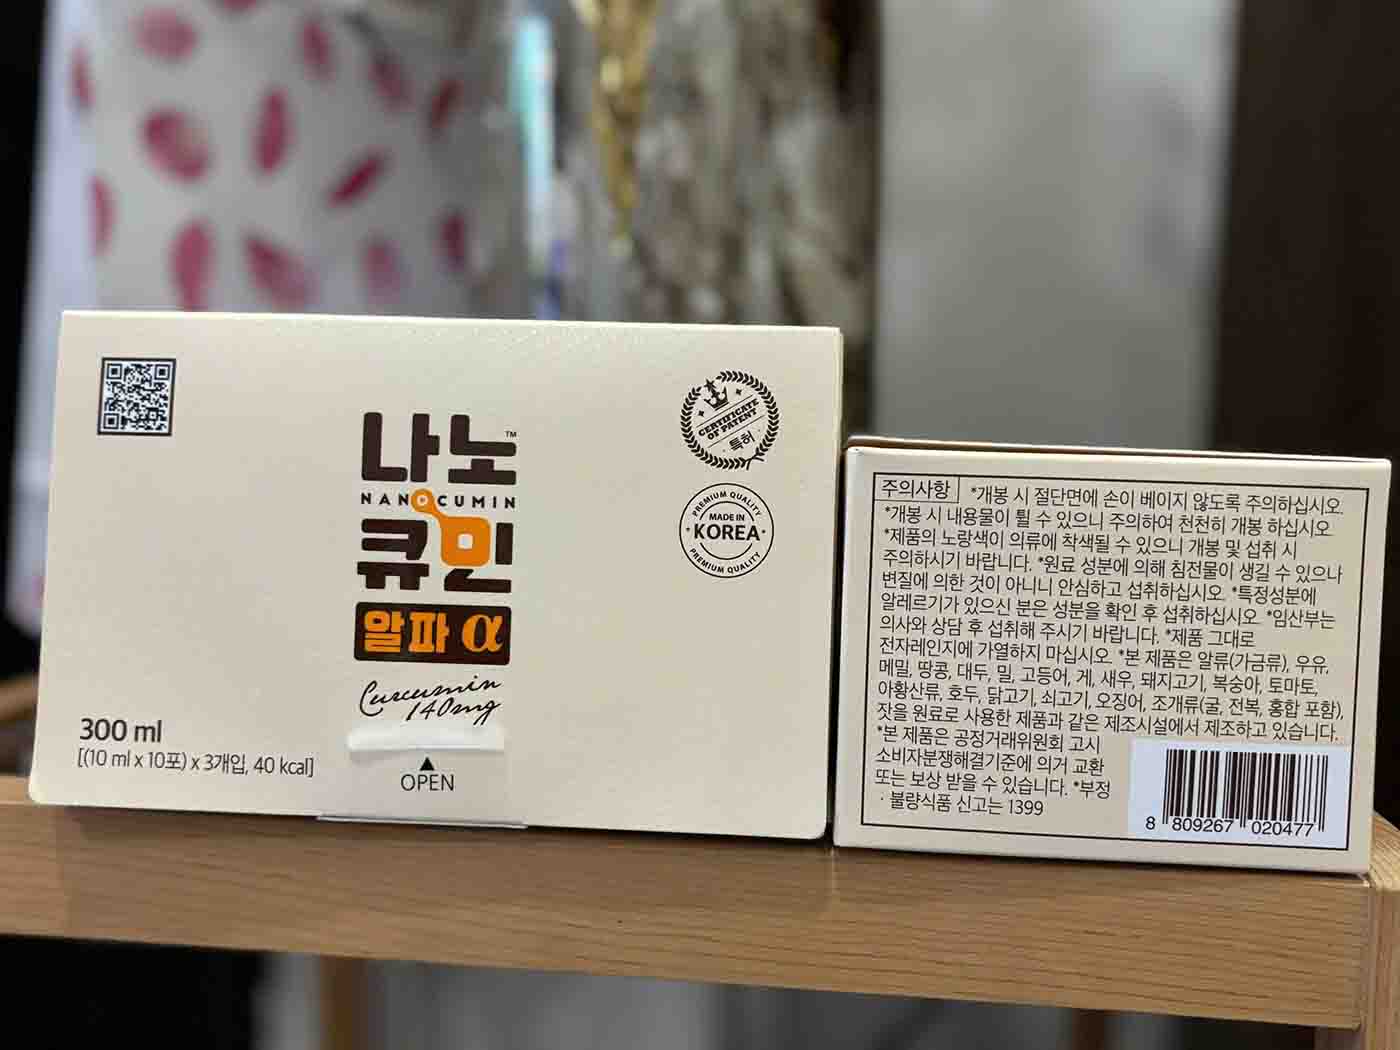 나노™
NANOCUMIN
큐민
알파 α
Curcumin
140mg
300 ml
[(10 ml x 10포) x 3개입, 40 kcal]
▲
OPEN
CERTIFICATE
OF PATENT
특허
PREMIUM QUALITY
MADE IN
KOREA
PREMIUM QUALITY
주의사항 *개봉 시 절단면에 손이 베이지 않도록 주의하십시오.
*개봉 시 내용물이 튈 수 있으니 주의하여 천천히 개봉 하십시오.
*제품의 노랑색이 의류에 착색될 수 있으니 개봉 및 섭취 시
주의하시기 바랍니다. *원료 성분에 의해 침전물이 생길 수 있으나
변질에 의한 것이 아니니 안심하고 섭취하십시오. *특정성분에
알레르기가 있으신 분은 성분을 확인 후 섭취하십시오. *임산부는
의사와 상담 후 섭취해 주시기 바랍니다. *제품 그대로
전자레인지에 가열하지 마십시오. *본 제품은 알류(가금류), 우유,
메밀, 땅콩, 대두, 밀, 고등어, 게, 새우, 돼지고기, 복숭아, 토마토,
아황산류, 호두, 닭고기, 쇠고기, 오징어, 조개류(굴, 전복, 홍합 포함),
잣을 원료로 사용한 제품과 같은 제조시설에서 제조하고 있습니다.
*본 제품은 공정거래위원회 고시
소비자분쟁해결기준에 의거 교환
또는 보상 받을 수 있습니다. *부정
· 불량식품 신고는 1399
8 809267 020477